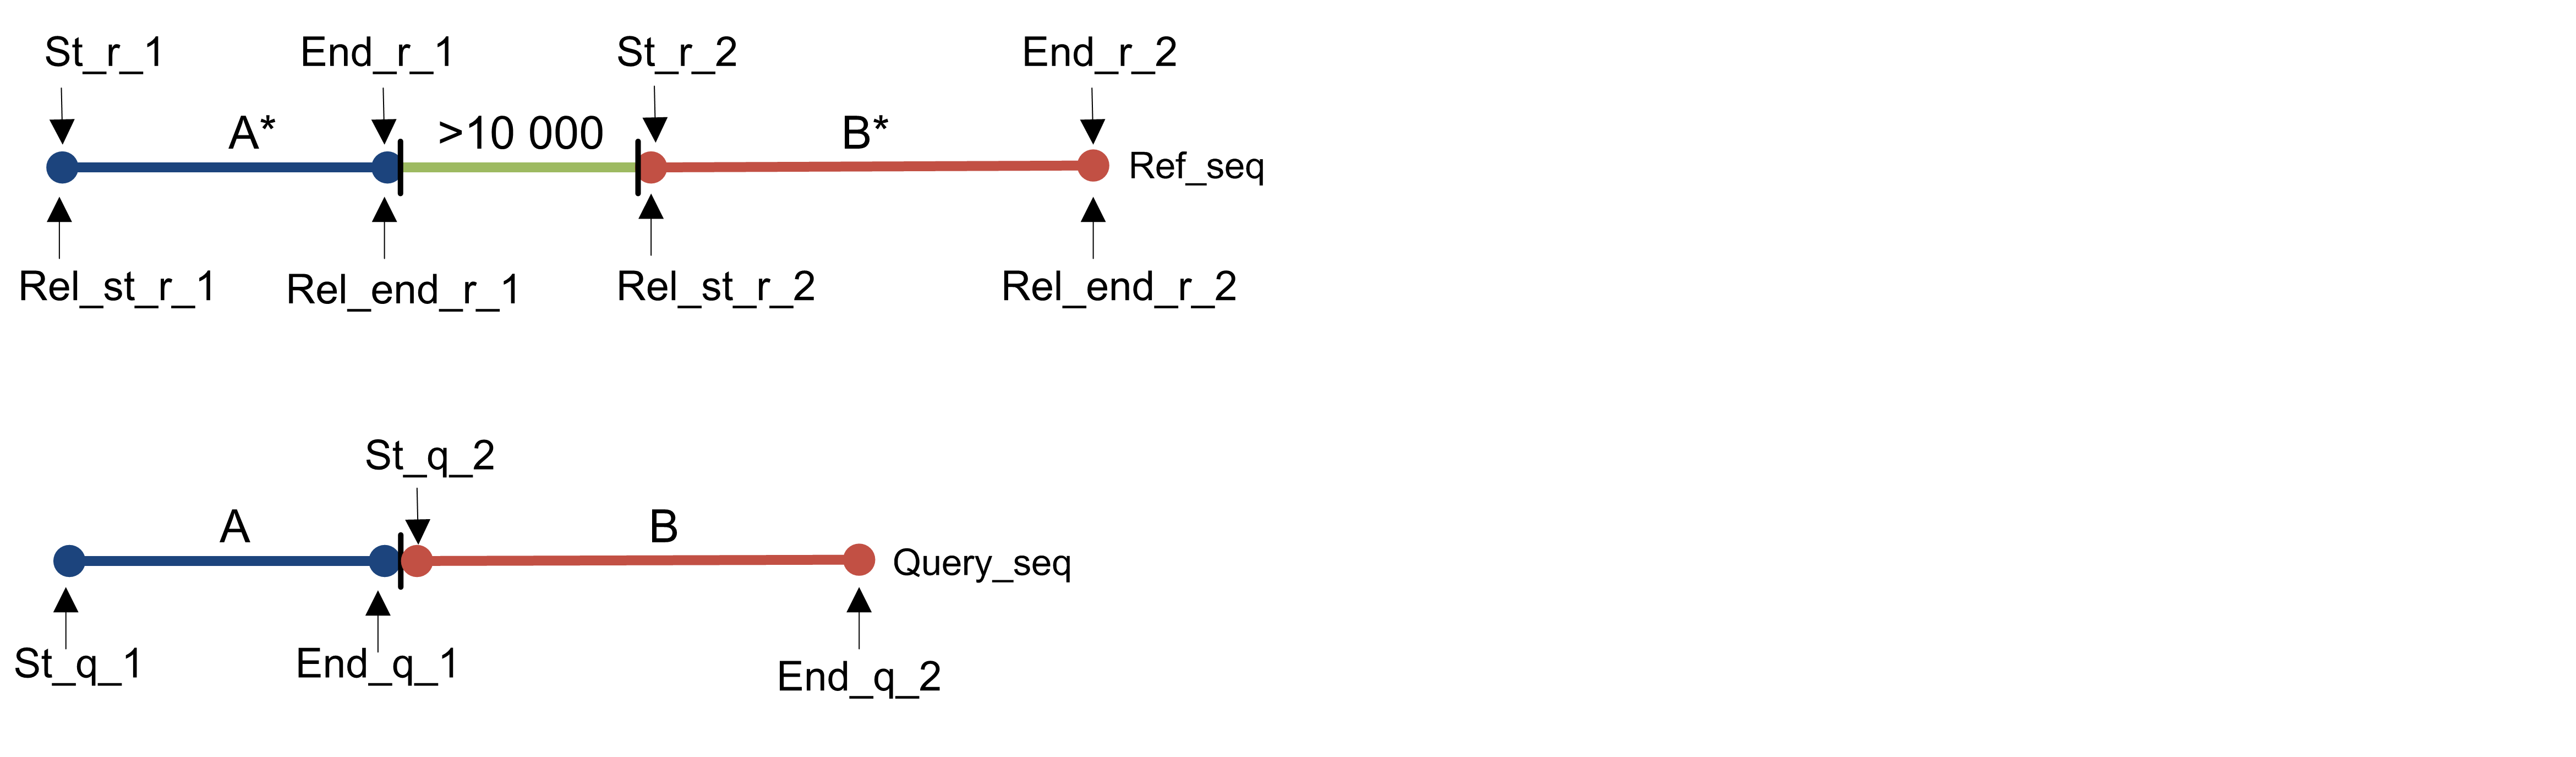 St_r_1 End_r_1 St_r_2 End_r_2
A* >10 000 B*
Ref_seq
Rel_st_r_1 Rel_end_r_1 Rel_st_r_2 Rel_end_r_2
St_q_2
A B
Query_seq
St_q_1 End_q_1 End_q_2